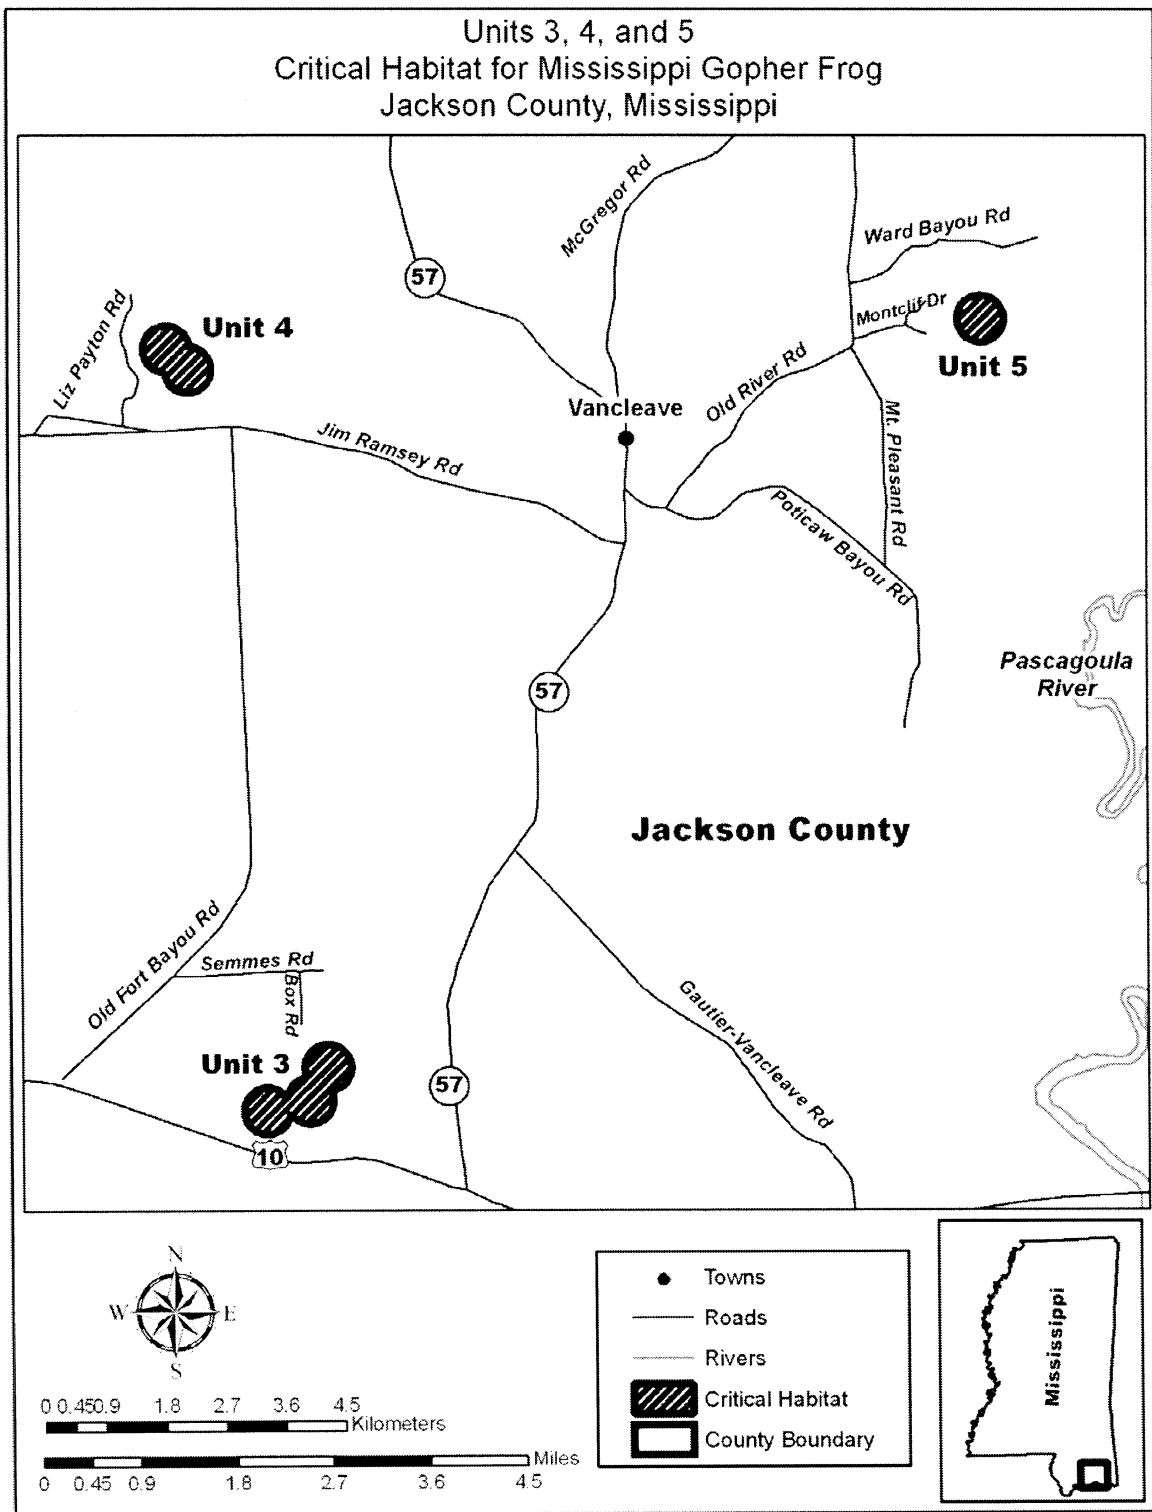 Units 3, 4, and 5
Critical Habitat for Mississippi Gopher Frog
Jackson County, Mississippi
McGregor Rd
Ward Bayou Rd
57
Liz Payton Rd
Unit 4
Montclif Dr
Unit 5
Old River Rd
Vancleave
Jim Ramsey Rd
Mt. Pleasant Rd
Poticaw Bayou Rd
Pascagoula
River
57
Jackson County
Old Fort Bayou Rd
Semmes Rd
Box Rd
Gautier-Vancleave Rd
Unit 3
57
10
N
W E
S
0 0.45 0.9 1.8 2.7 3.6 4.5
Kilometers
Miles
0 0.45 0.9 1.8 2.7 3.6 4.5
Towns
Roads
Rivers
Critical Habitat
County Boundary
Mississippi